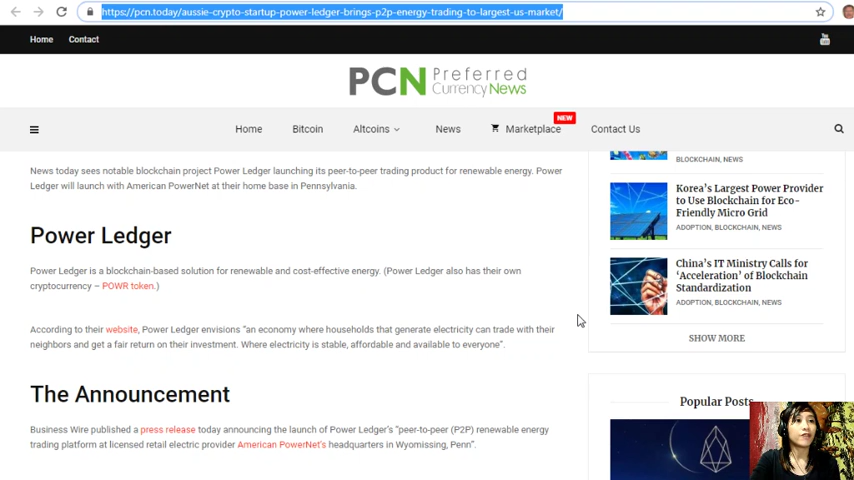 https://pcn.today/aussie-crypto-startup-power-ledger-brings-p2p-energy-trading-to-largest-us-market/
Home Contact
You Tube
PCN Preferred
Currency News
NEW
Home Bitcoin Altcoins News Marketplace Contact Us
News today sees notable blockchain project Power Ledger launching its peer-to-peer trading product for renewable energy. Power
Ledger will launch with American PowerNet at their home base in Pennsylvania.
Power Ledger
Power Ledger is a blockchain-based solution for renewable and cost-effective energy. (Power Ledger also has their own
cryptocurrency – POWR token.)
According to their website, Power Ledger envisions “an economy where households that generate electricity can trade with their
neighbors and get a fair return on their investment. Where electricity is stable, affordable and available to everyone”.
The Announcement
Business Wire published a press release today announcing the launch of Power Ledger’s “peer-to-peer (P2P) renewable energy
trading platform at licensed retail electric provider American PowerNet’s headquarters in Wyomissing, Penn”.
BLOCKCHAIN, NEWS
Korea’s Largest Power Provider
to Use Blockchain for Eco-
Friendly Micro Grid
ADOPTION, BLOCKCHAIN, NEWS
China’s IT Ministry Calls for
‘Acceleration’ of Blockchain
Standardization
ADOPTION, BLOCKCHAIN, NEWS
SHOW MORE
Popular Posts